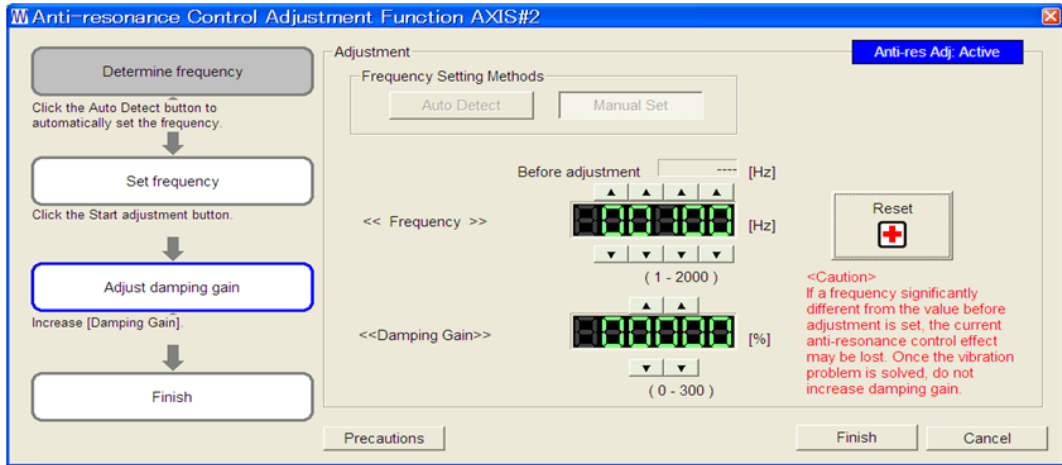 Anti-resonance Control Adjustment Function AXIS#2
Determine frequency
Click the Auto Detect button to
automatically set the frequency.
Set frequency
Click the Start adjustment button.
Adjust damping gain
Increase [Damping Gain].
Finish
Adjustment
Anti-res Adj: Active
Frequency Setting Methods
Auto Detect
Manual Set
Before adjustment ---- [Hz]
<< Frequency >> 00100 [Hz]
( 1 - 2000 )
<<Damping Gain>> 00000 [%]
( 0 - 300 )
Reset
<Caution>
If a frequency significantly
different from the value before
adjustment is set, the current
anti-resonance control effect
may be lost. Once the vibration
problem is solved, do not
increase damping gain.
Precautions
Finish
Cancel